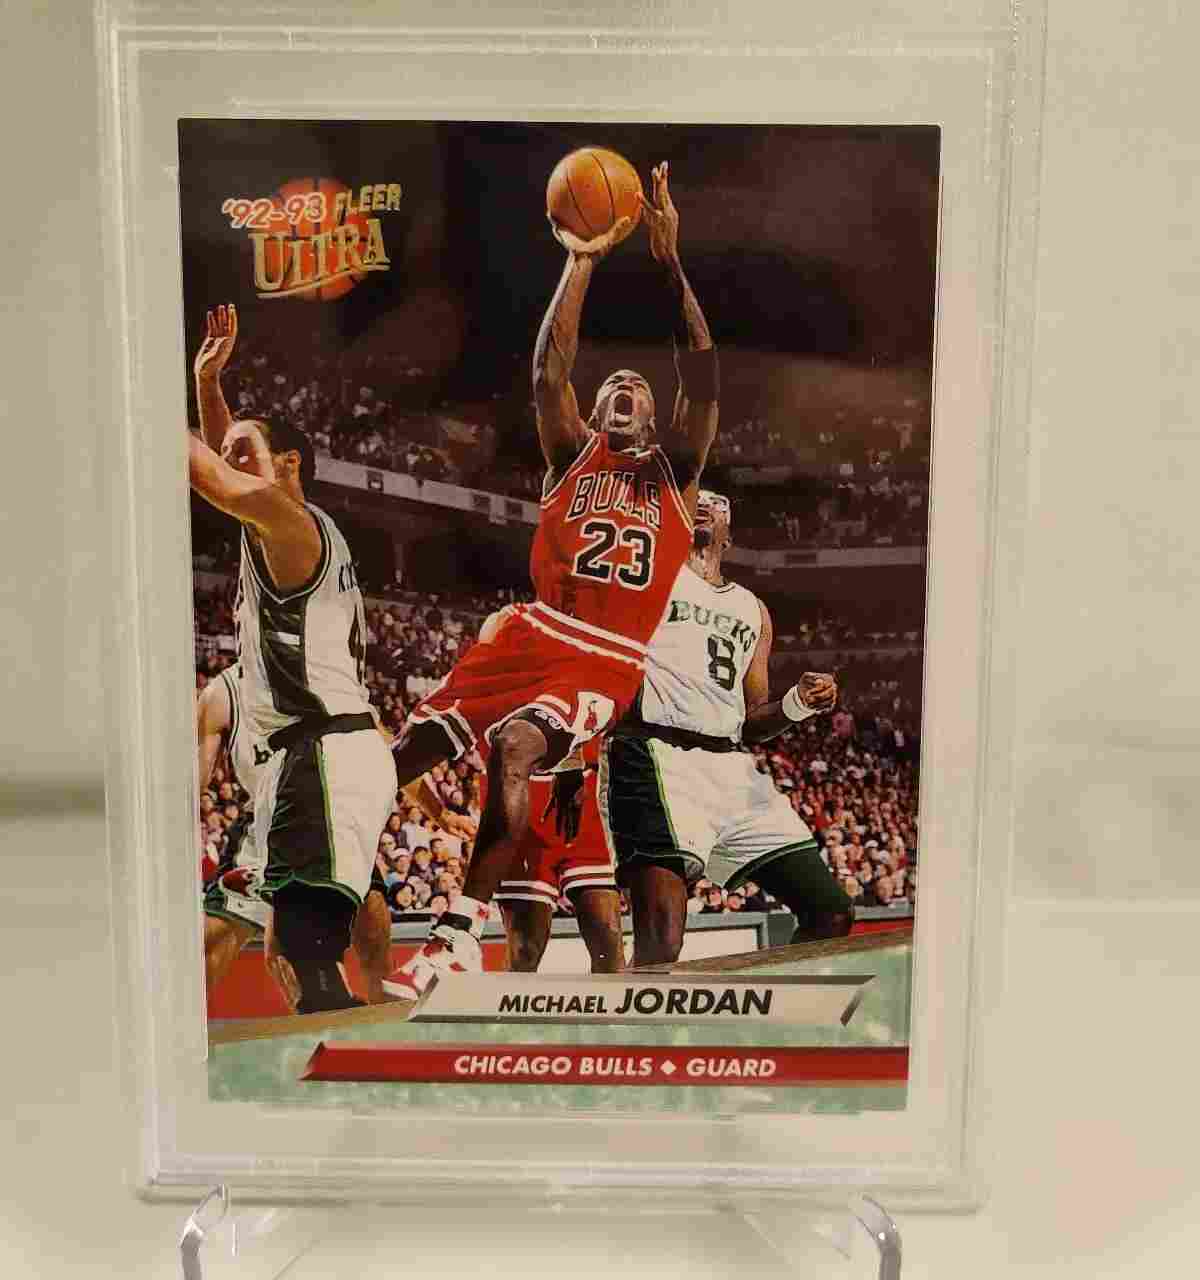 '92-93 FLEER
ULTRA
BULLS
23
BUCKS
8
MICHAEL JORDAN
CHICAGO BULLS ◆ GUARD